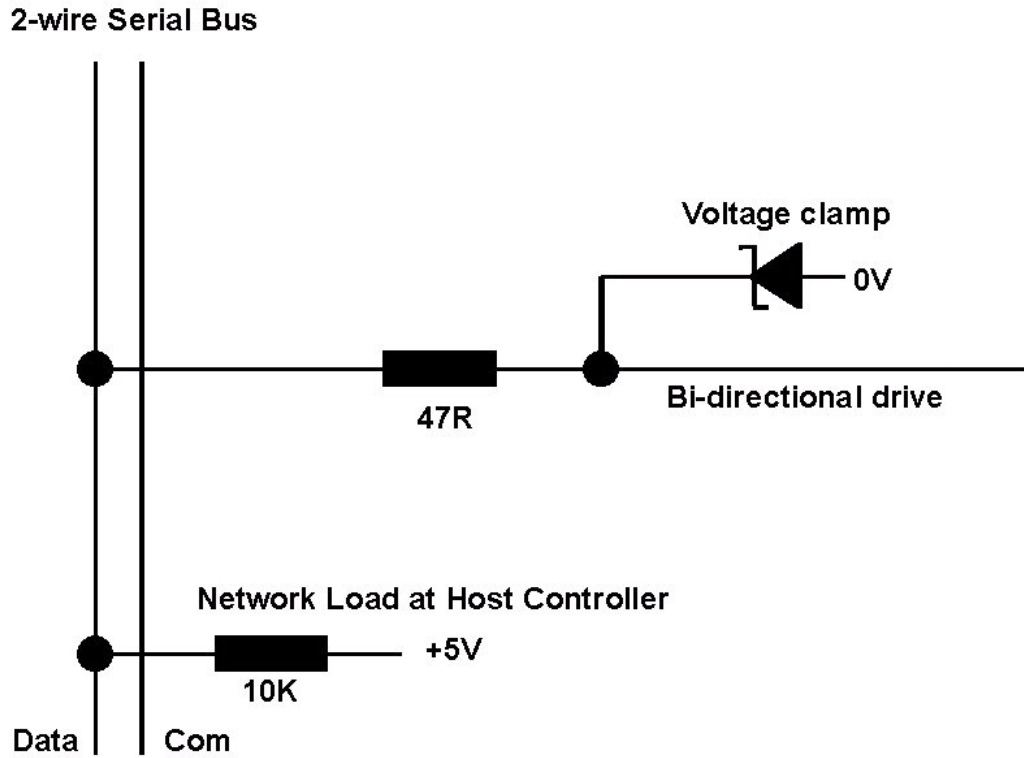 2-wire Serial Bus
Voltage clamp
0V
Bi-directional drive
47R
Network Load at Host Controller
+5V
10K
Data
Com